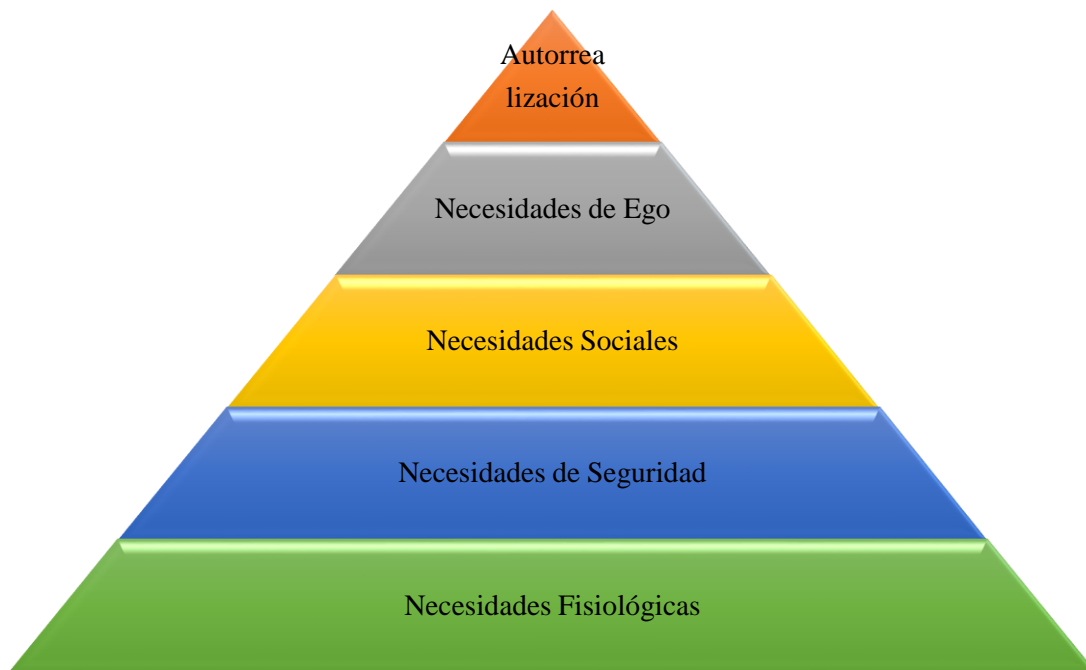 Autorrea
lización
Necesidades de Ego
Necesidades Sociales
Necesidades de Seguridad
Necesidades Fisiológicas